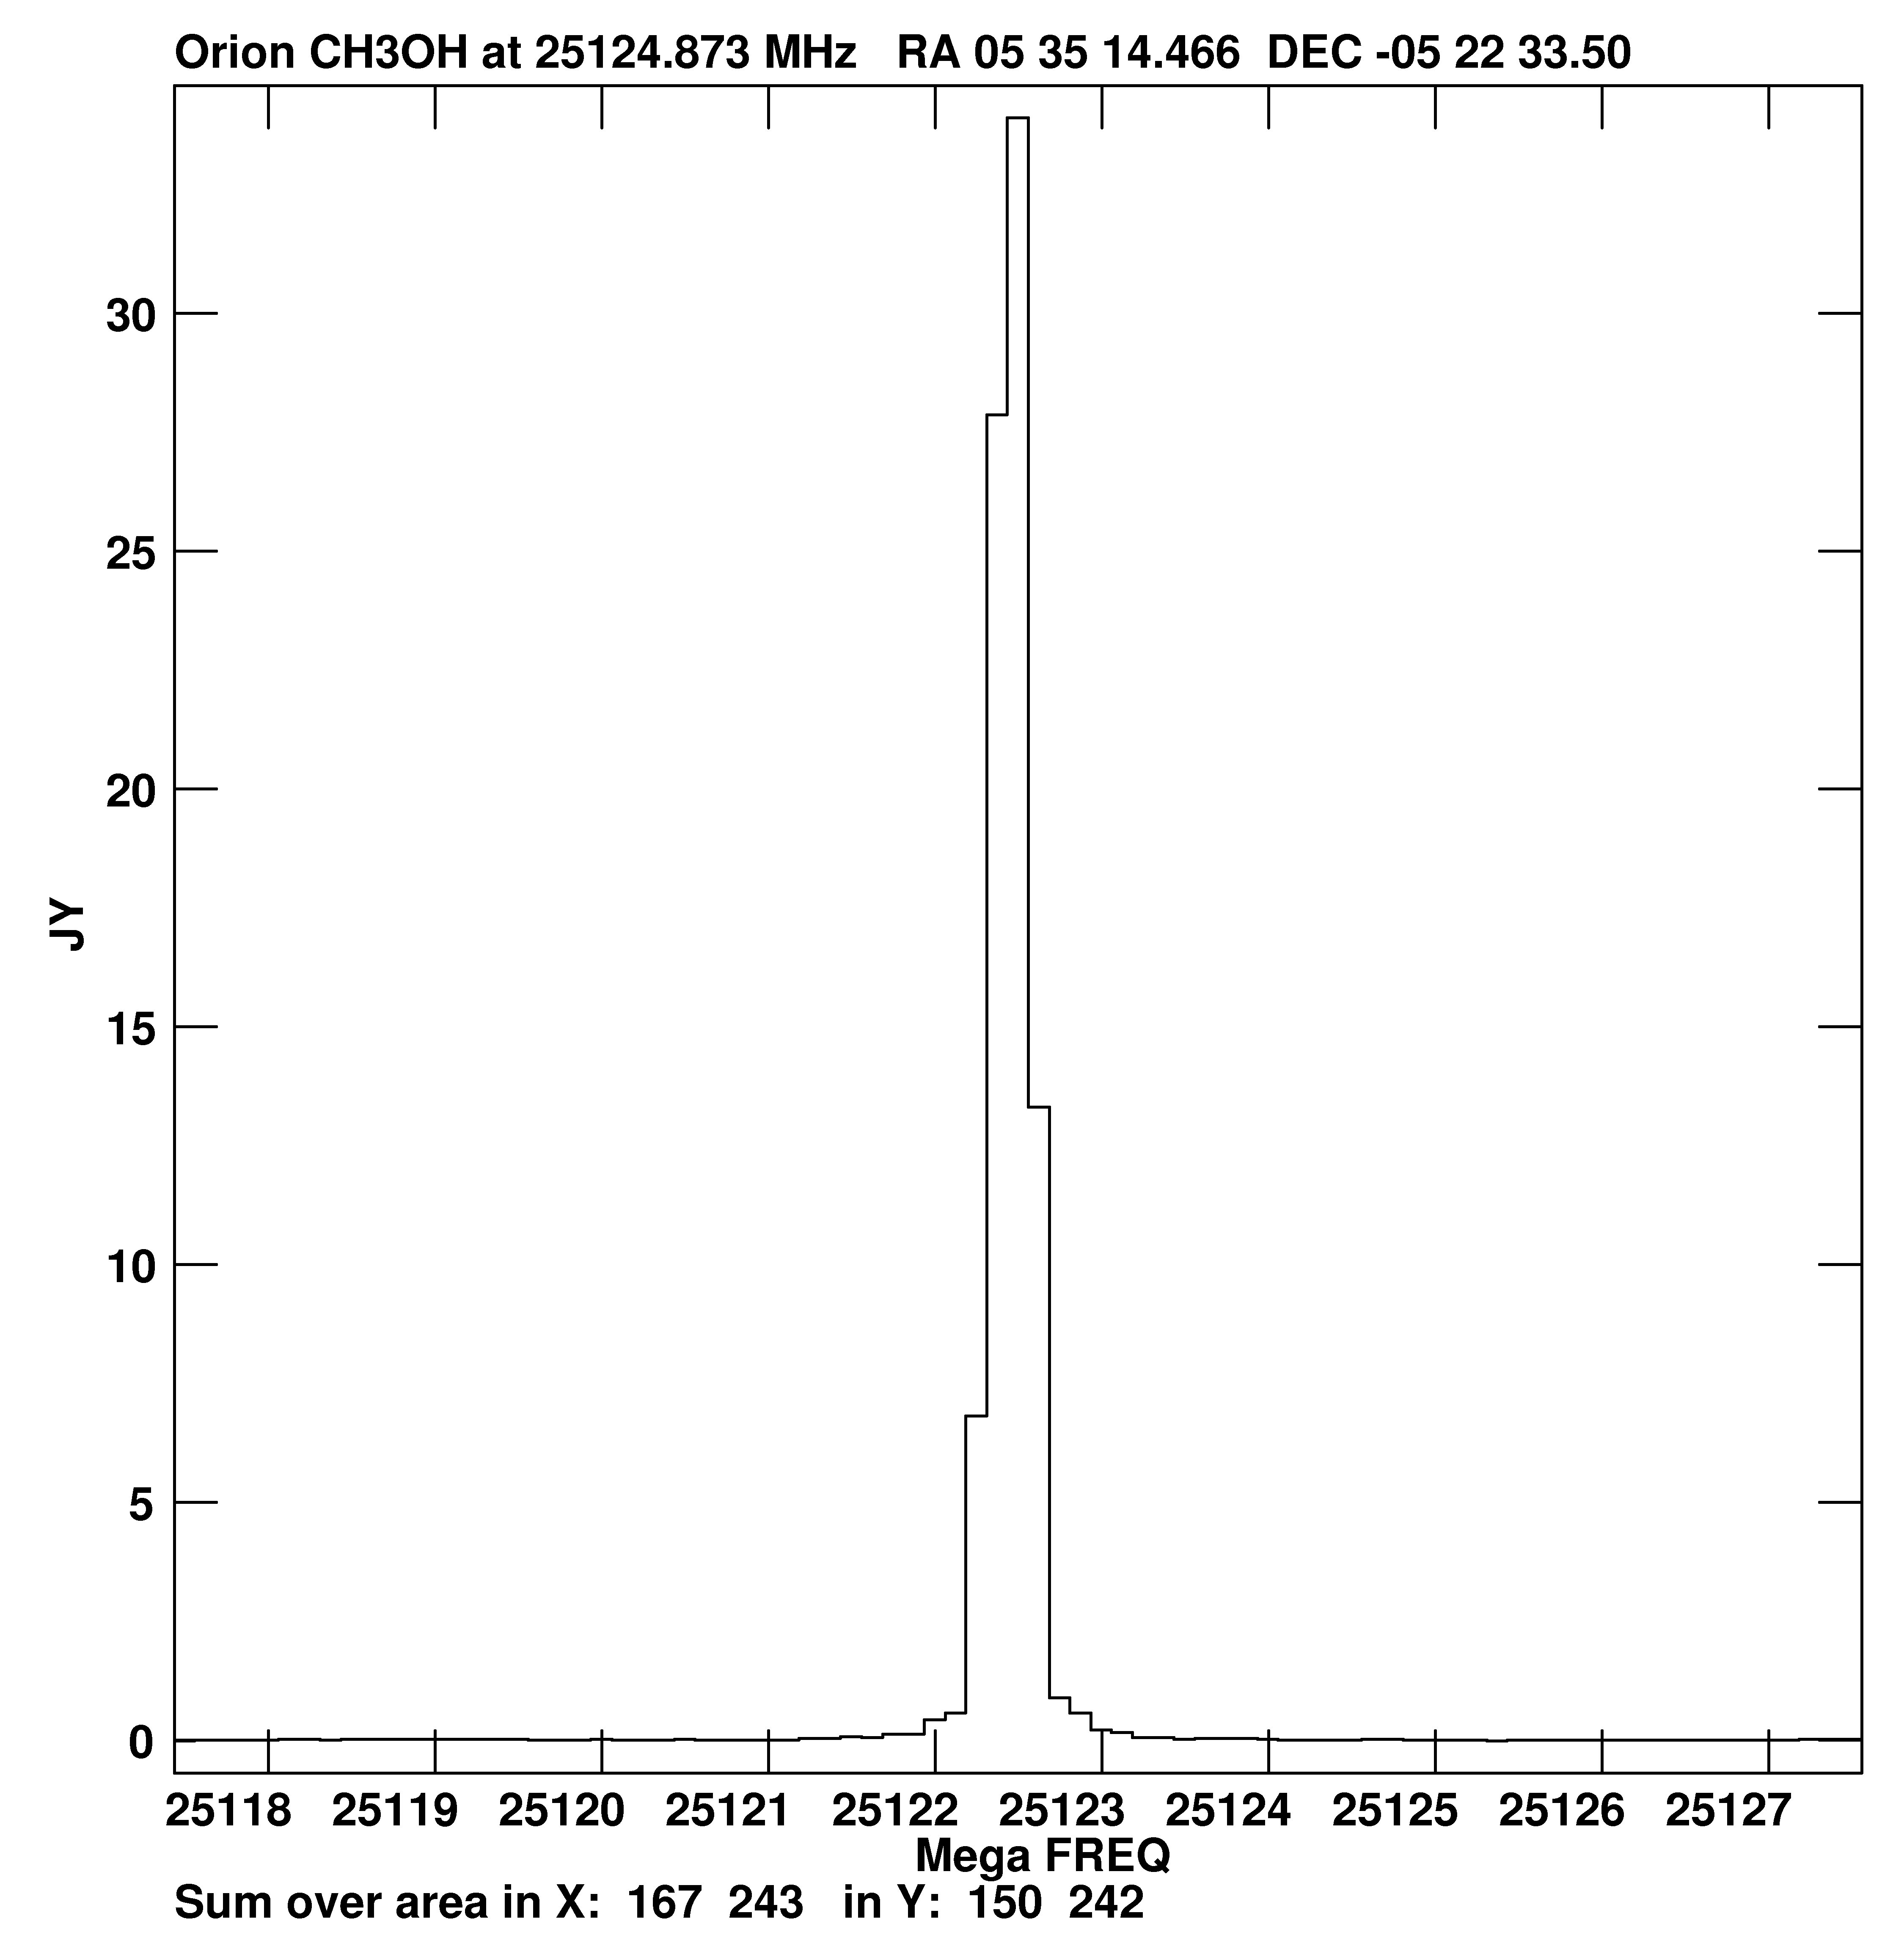 Orion CH3OH at 25124.873 MHz RA 05 35 14.466 DEC -05 22 33.50
30
25
20
JY
15
10
5
0
25118 25119 25120 25121 25122 25123 25124 25125 25126 25127
Mega FREQ
Sum over area in X: 167 243 in Y: 150 242